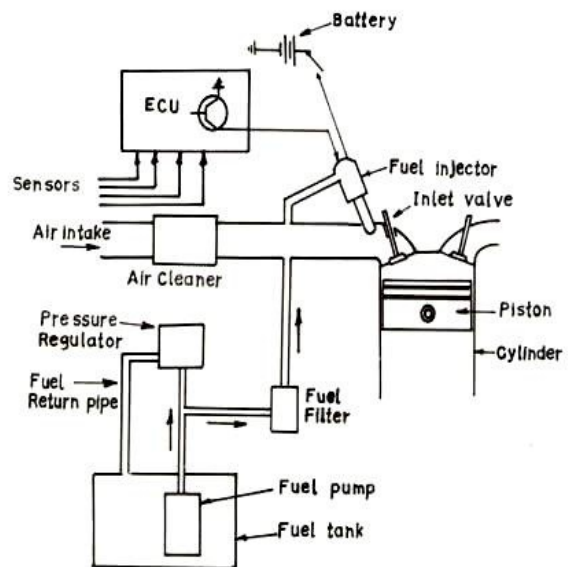 Battery
ECU
Fuel injector
Sensors
Inlet valve
Air intake
Air Cleaner
Pressure
Regulator
Piston
Cylinder
Fuel
Return pipe
Fuel
Filter
Fuel pump
Fuel tank